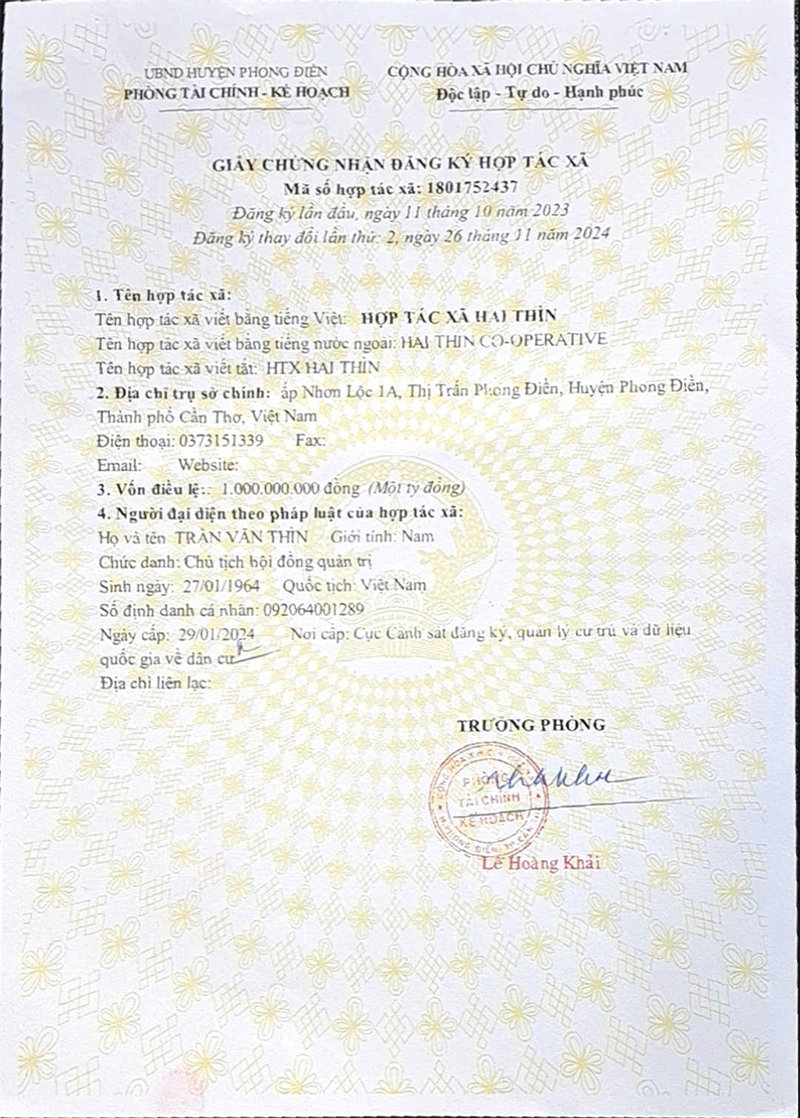 UBND HUYỆN PHONG ĐIỀN
PHÒNG TÀI CHÍNH - KẾ HOẠCH
CỘNG HÒA XÃ HỘI CHỦ NGHĨA VIỆT NAM
Độc lập - Tự do - Hạnh phúc
GIẤY CHỨNG NHẬN ĐĂNG KÝ HỢP TÁC XÃ
Mã số hợp tác xã: 1801752437
Đăng ký lần đầu, ngày 11 tháng 10 năm 2023
Đăng ký thay đổi lần thứ: 2, ngày 26 tháng 11 năm 2024
1. Tên hợp tác xã:
Tên hợp tác xã viết bằng tiếng Việt: HỢP TÁC XÃ HAI THÌN
Tên hợp tác xã viết bằng tiếng nước ngoài: HAI THIN CO-OPERATIVE
Tên hợp tác xã viết tắt: HTX HAI THÌN
2. Địa chỉ trụ sở chính: ấp Nhơn Lộc 1A, Thị Trấn Phong Điền, Huyện Phong Điền,
Thành phố Cần Thơ, Việt Nam
Điện thoại: 0373151339 Fax:
Email: Website:
3. Vốn điều lệ:: 1.000.000.000 đồng (Một tỷ đồng)
4. Người đại diện theo pháp luật của hợp tác xã:
Họ và tên TRẦN VĂN THÌN Giới tính: Nam
Chức danh: Chủ tịch hội đồng quản trị
Sinh ngày: 27/01/1964 Quốc tịch: Việt Nam
Số định danh cá nhân: 092064001289
Ngày cấp: 29/01/2024 Nơi cấp: Cục Cảnh sát đăng ký, quản lý cư trú và dữ liệu
quốc gia về dân cư
Địa chỉ liên lạc:
TRƯỞNG PHÒNG
PHÒNG
TÀI CHÍNH
KẾ HOẠCH
Lê Hoàng Khải